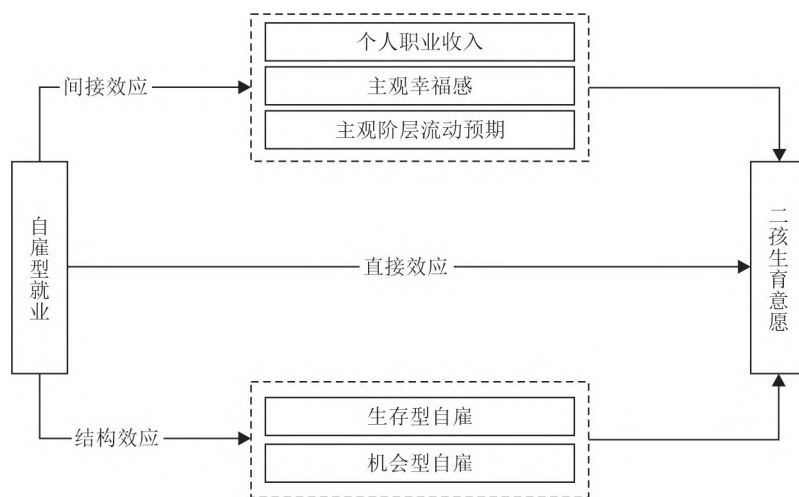 个人职业收入
间接效应
主观幸福感
主观阶层流动预期
自雇型就业
直接效应
二孩生育意愿
生存型自雇
结构效应
机会型自雇